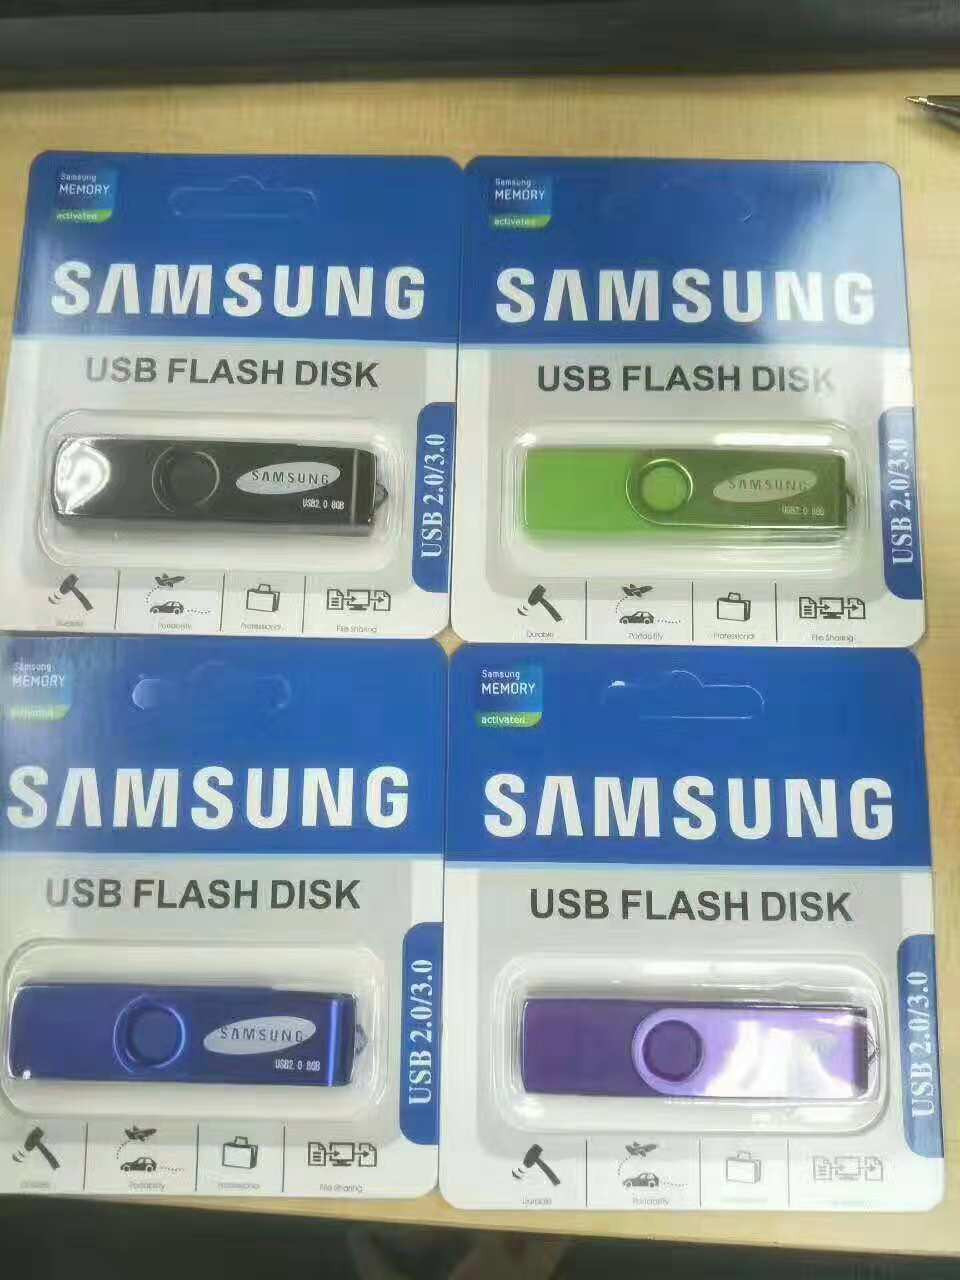 Samsung
MEMORY
activated
SAMSUNG
USB FLASH DISK
SAMSUNG
USB2.0 8GB
USB 2.0/3.0
Durable
Portability
Professional
File Sharing
Samsung
MEMORY
activated
SAMSUNG
USB FLASH DISK
SAMSUNG
USB2.0 8GB
USB 2.0/3.0
Durable
Portability
Professional
File Sharing
Samsung
MEMORY
activated
SAMSUNG
USB FLASH DISK
SAMSUNG
USB2.0 8GB
USB 2.0/3.0
Portability
Professional
File Sharing
Samsung
MEMORY
activated
SAMSUNG
USB FLASH DISK
USB 2.0/3.0
Durable
Portability